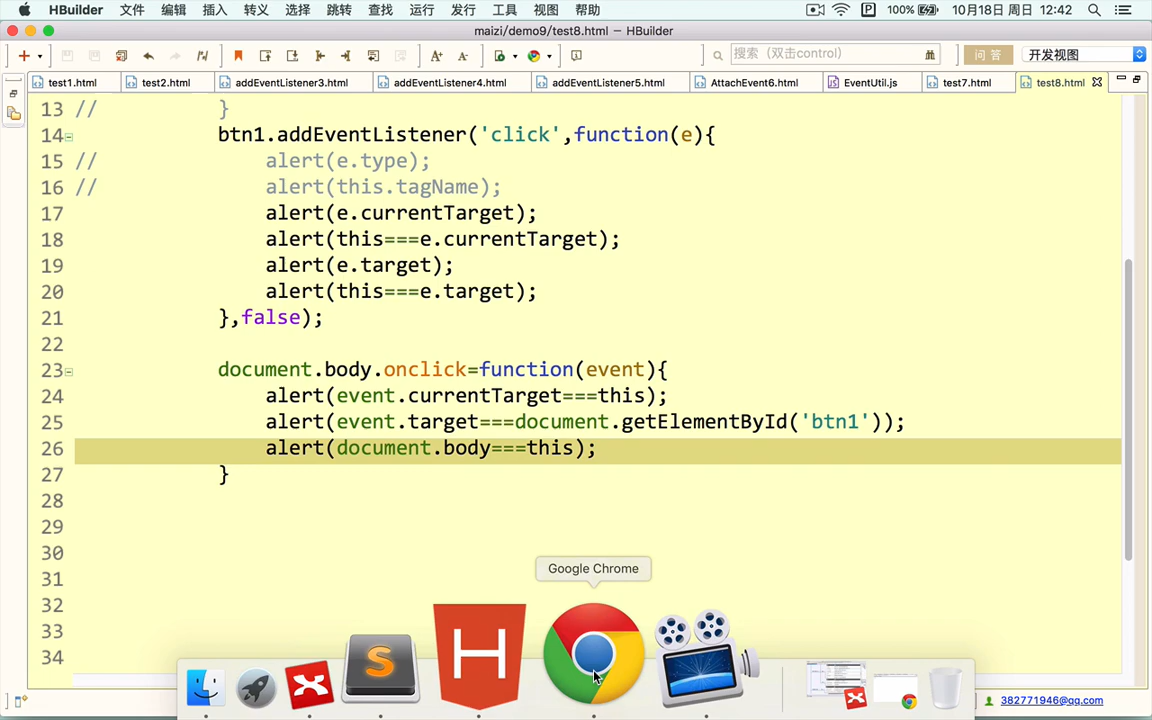 HBuilder 文件 编辑 插入 转义 选择 跳转 查找 运行 发行 工具 视图 帮助 P 100% 10月18日 周日 12:42
maizi/demo9/test8.html — HBuilder
A+ A- 搜索 (双击control) 问 答 开发视图
test1.html test2.html addEventListener3.html addEventListener4.html addEventListener5.html AttachEvent6.html EventUtil.js test7.html test8.html
13 // }
14 btn1.addEventListener('click',function(e){
15 // alert(e.type);
16 // alert(this.tagName);
17 alert(e.currentTarget);
18 alert(this===e.currentTarget);
19 alert(e.target);
20 alert(this===e.target);
21 },false);
22
23 document.body.onclick=function(event){
24 alert(event.currentTarget===this);
25 alert(event.target===document.getElementById('btn1'));
26 alert(document.body===this);
27 }
28
29
30
31
32
33
34
Google Chrome
H
S
382771946@qq.com